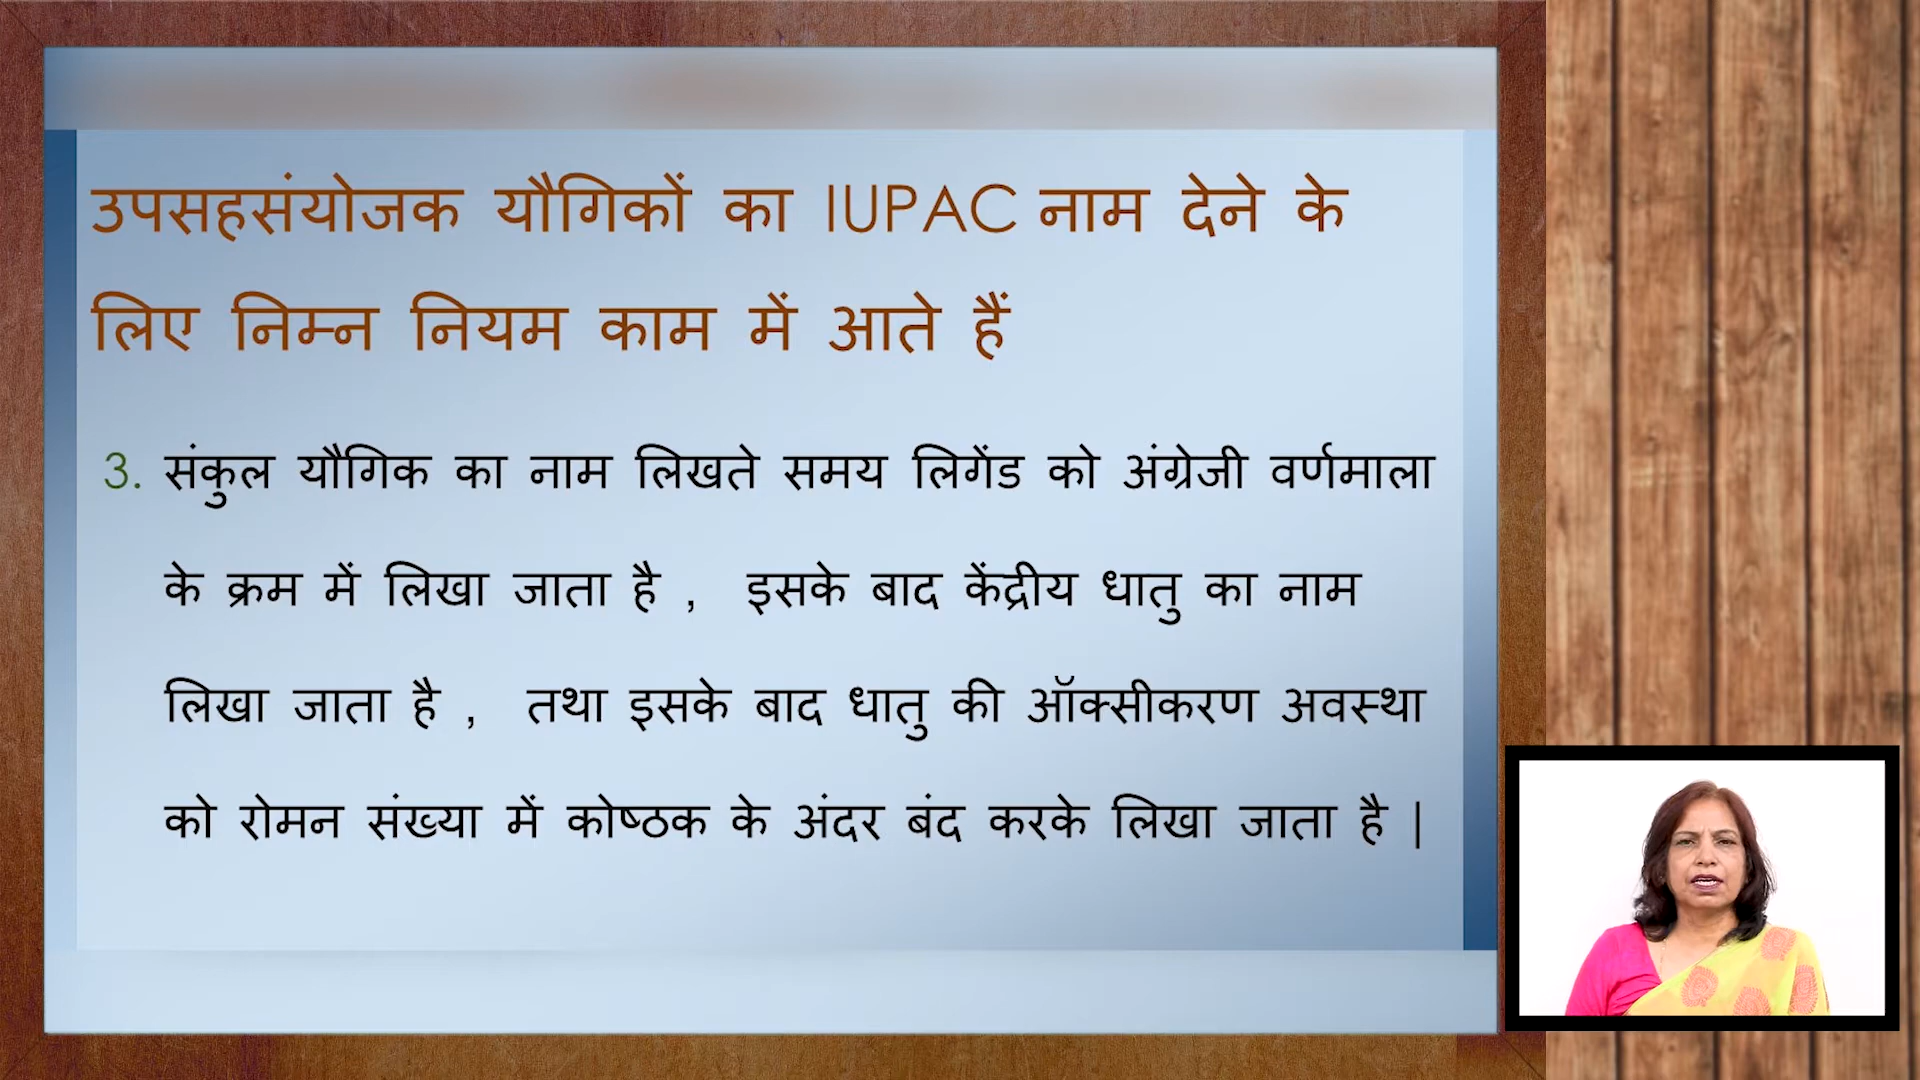 उपसहसंयोजक यौगिकों का IUPAC नाम देने के
लिए निम्न नियम काम में आते हैं
3. संकुल यौगिक का नाम लिखते समय लिगेंड को अंग्रेजी वर्णमाला
के क्रम में लिखा जाता है , इसके बाद केंद्रीय धातु का नाम
लिखा जाता है , तथा इसके बाद धातु की ऑक्सीकरण अवस्था
को रोमन संख्या में कोष्ठक के अंदर बंद करके लिखा जाता है |